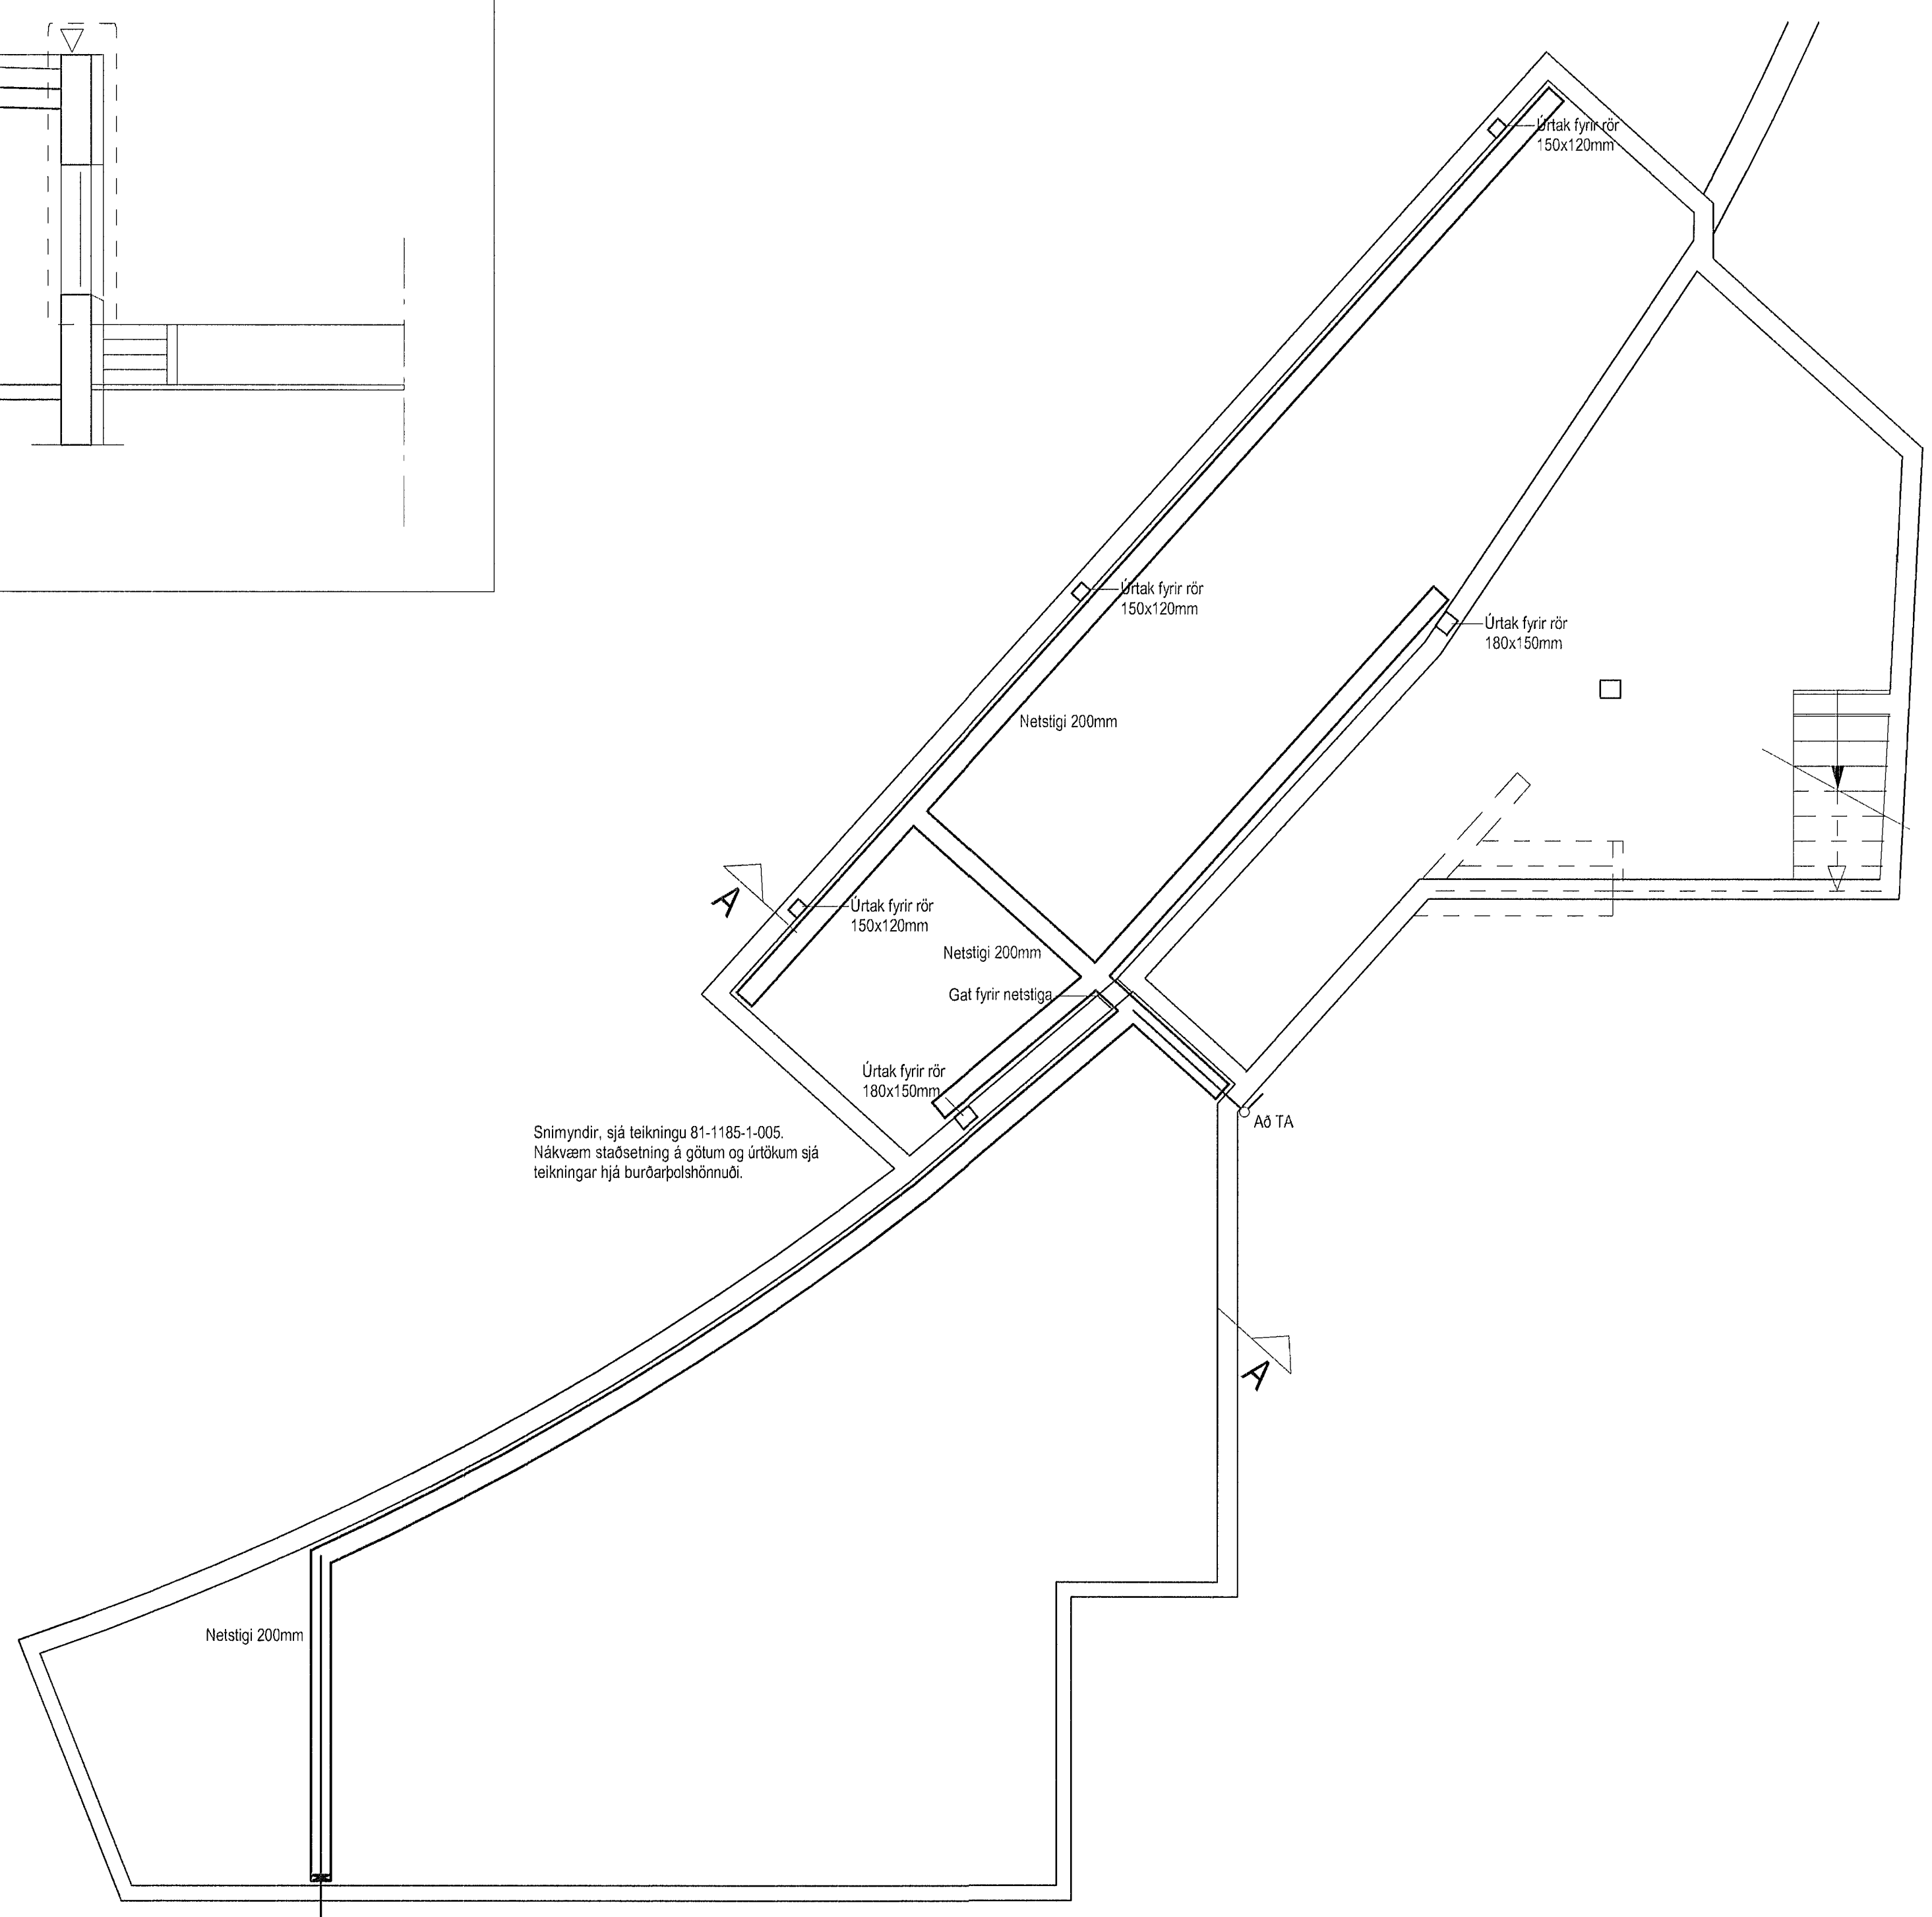 Úrtak fyrir rör
150x120mm
Úrtak fyrir rör
150x120mm
Úrtak fyrir rör
180x150mm
Netstigi 200mm
A
Úrtak fyrir rör
150x120mm
Netstigi 200mm
Gat fyrir netstiga
Úrtak fyrir rör
180x150mm
Að TA
Snimyndir, sjá teikningu 81-1185-1-005.
Nákvæm staðsetning á götum og úrtökum sjá
teikningar hjá burðarþolshönnuði.
A
Netstigi 200mm